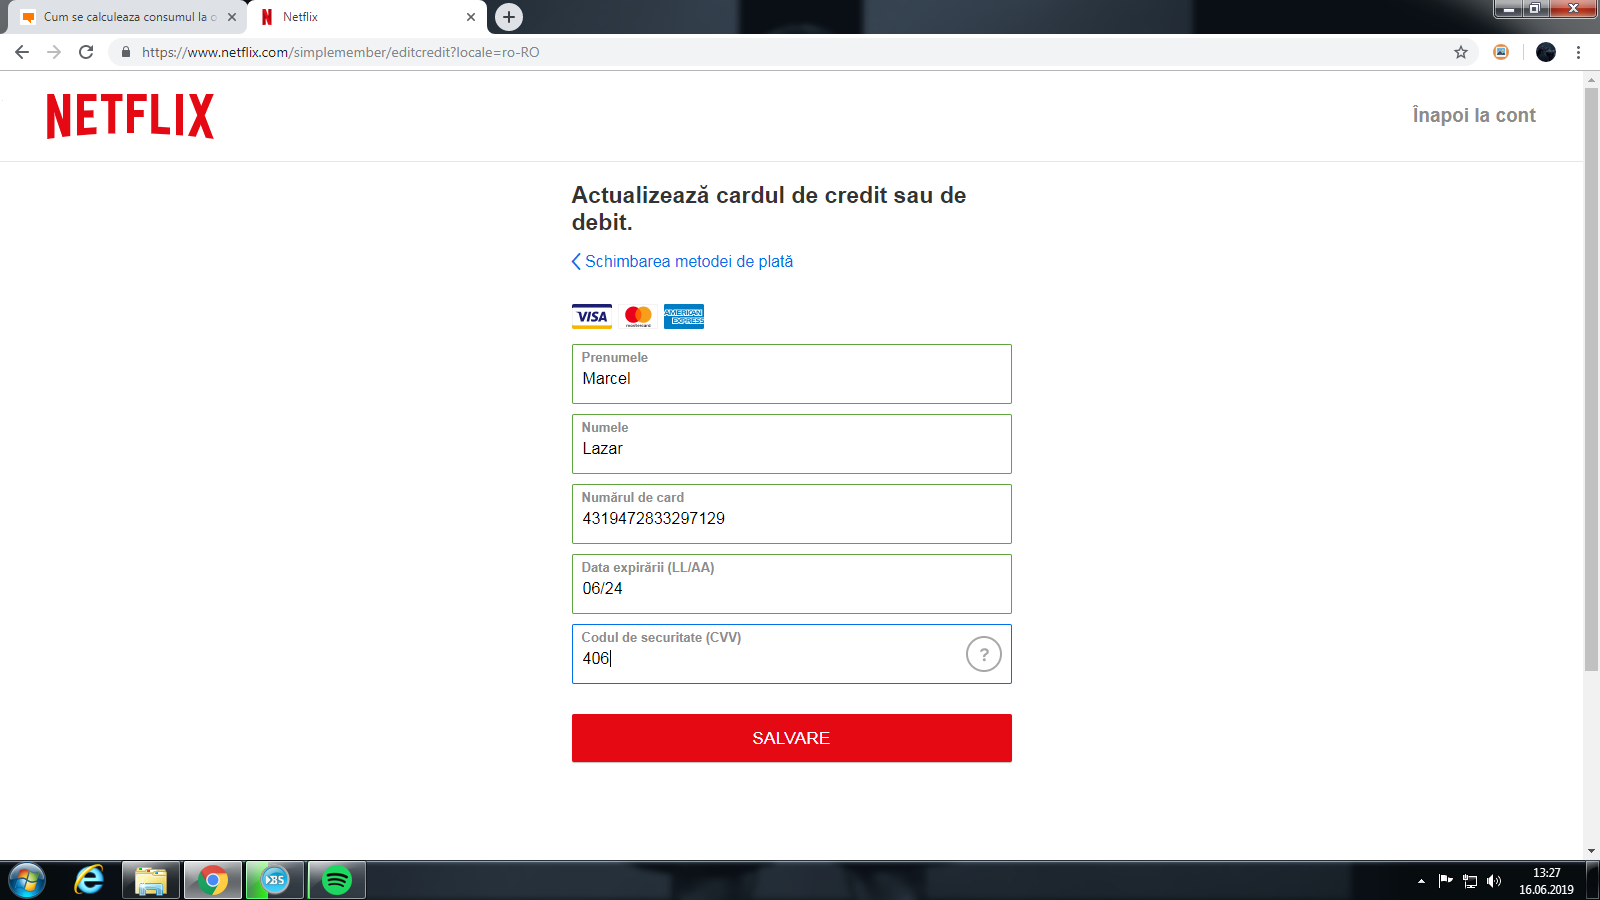 Cum se calculeaza consumul la o
Netflix
https://www.netflix.com/simplemember/editcredit?locale=ro-RO
NETFLIX
Înapoi la cont
Actualizează cardul de credit sau de
debit.
Schimbarea metodei de plată
VISA mastercard AMERICAN EXPRESS
Prenumele
Marcel
Numele
Lazar
Numărul de card
4319472833297129
Data expirării (LL/AA)
06/24
Codul de securitate (CVV)
406
?
SALVARE
BS
13:27
16.06.2019